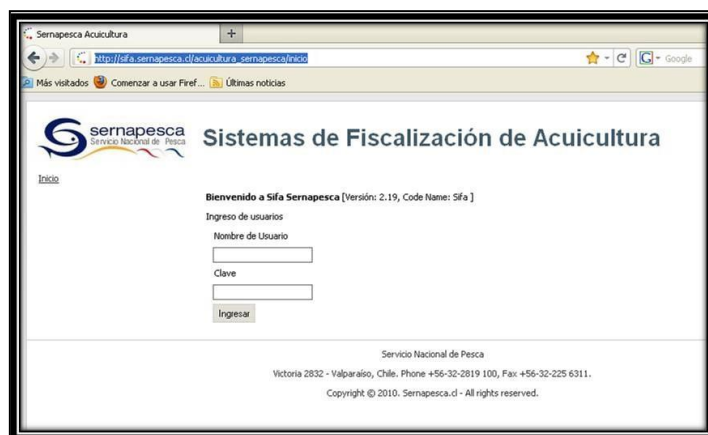 Sernapesca Acuicultura
http://sifa.sernapesca.cl/acuicultura_sernapesca/inicio
Google
Más visitados Comenzar a usar Firef... Últimas noticias
sernapesca
Servicio Nacional de Pesca
Sistemas de Fiscalización de Acuicultura
Inicio
Bienvenido a Sifa Sernapesca [Versión: 2.19, Code Name: Sifa ]
Ingreso de usuarios
Nombre de Usuario
Clave
Ingresar
Servicio Nacional de Pesca
Victoria 2832 - Valparaíso, Chile. Phone +56-32-2819 100, Fax +56-32-225 6311.
Copyright © 2010. Sernapesca.cl - All rights reserved.